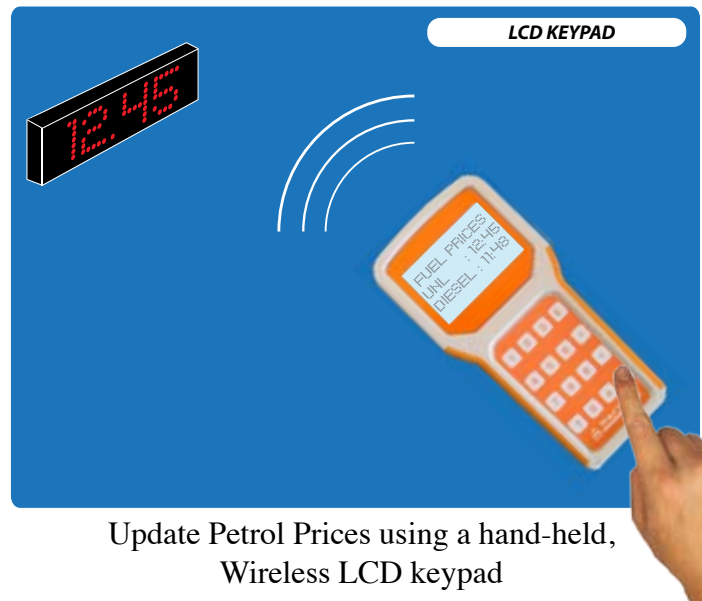 LCD KEYPAD
12.45
FUEL PRICES
UNL : 12:45
DIESEL : 11:48
Update Petrol Prices using a hand-held,
Wireless LCD keypad